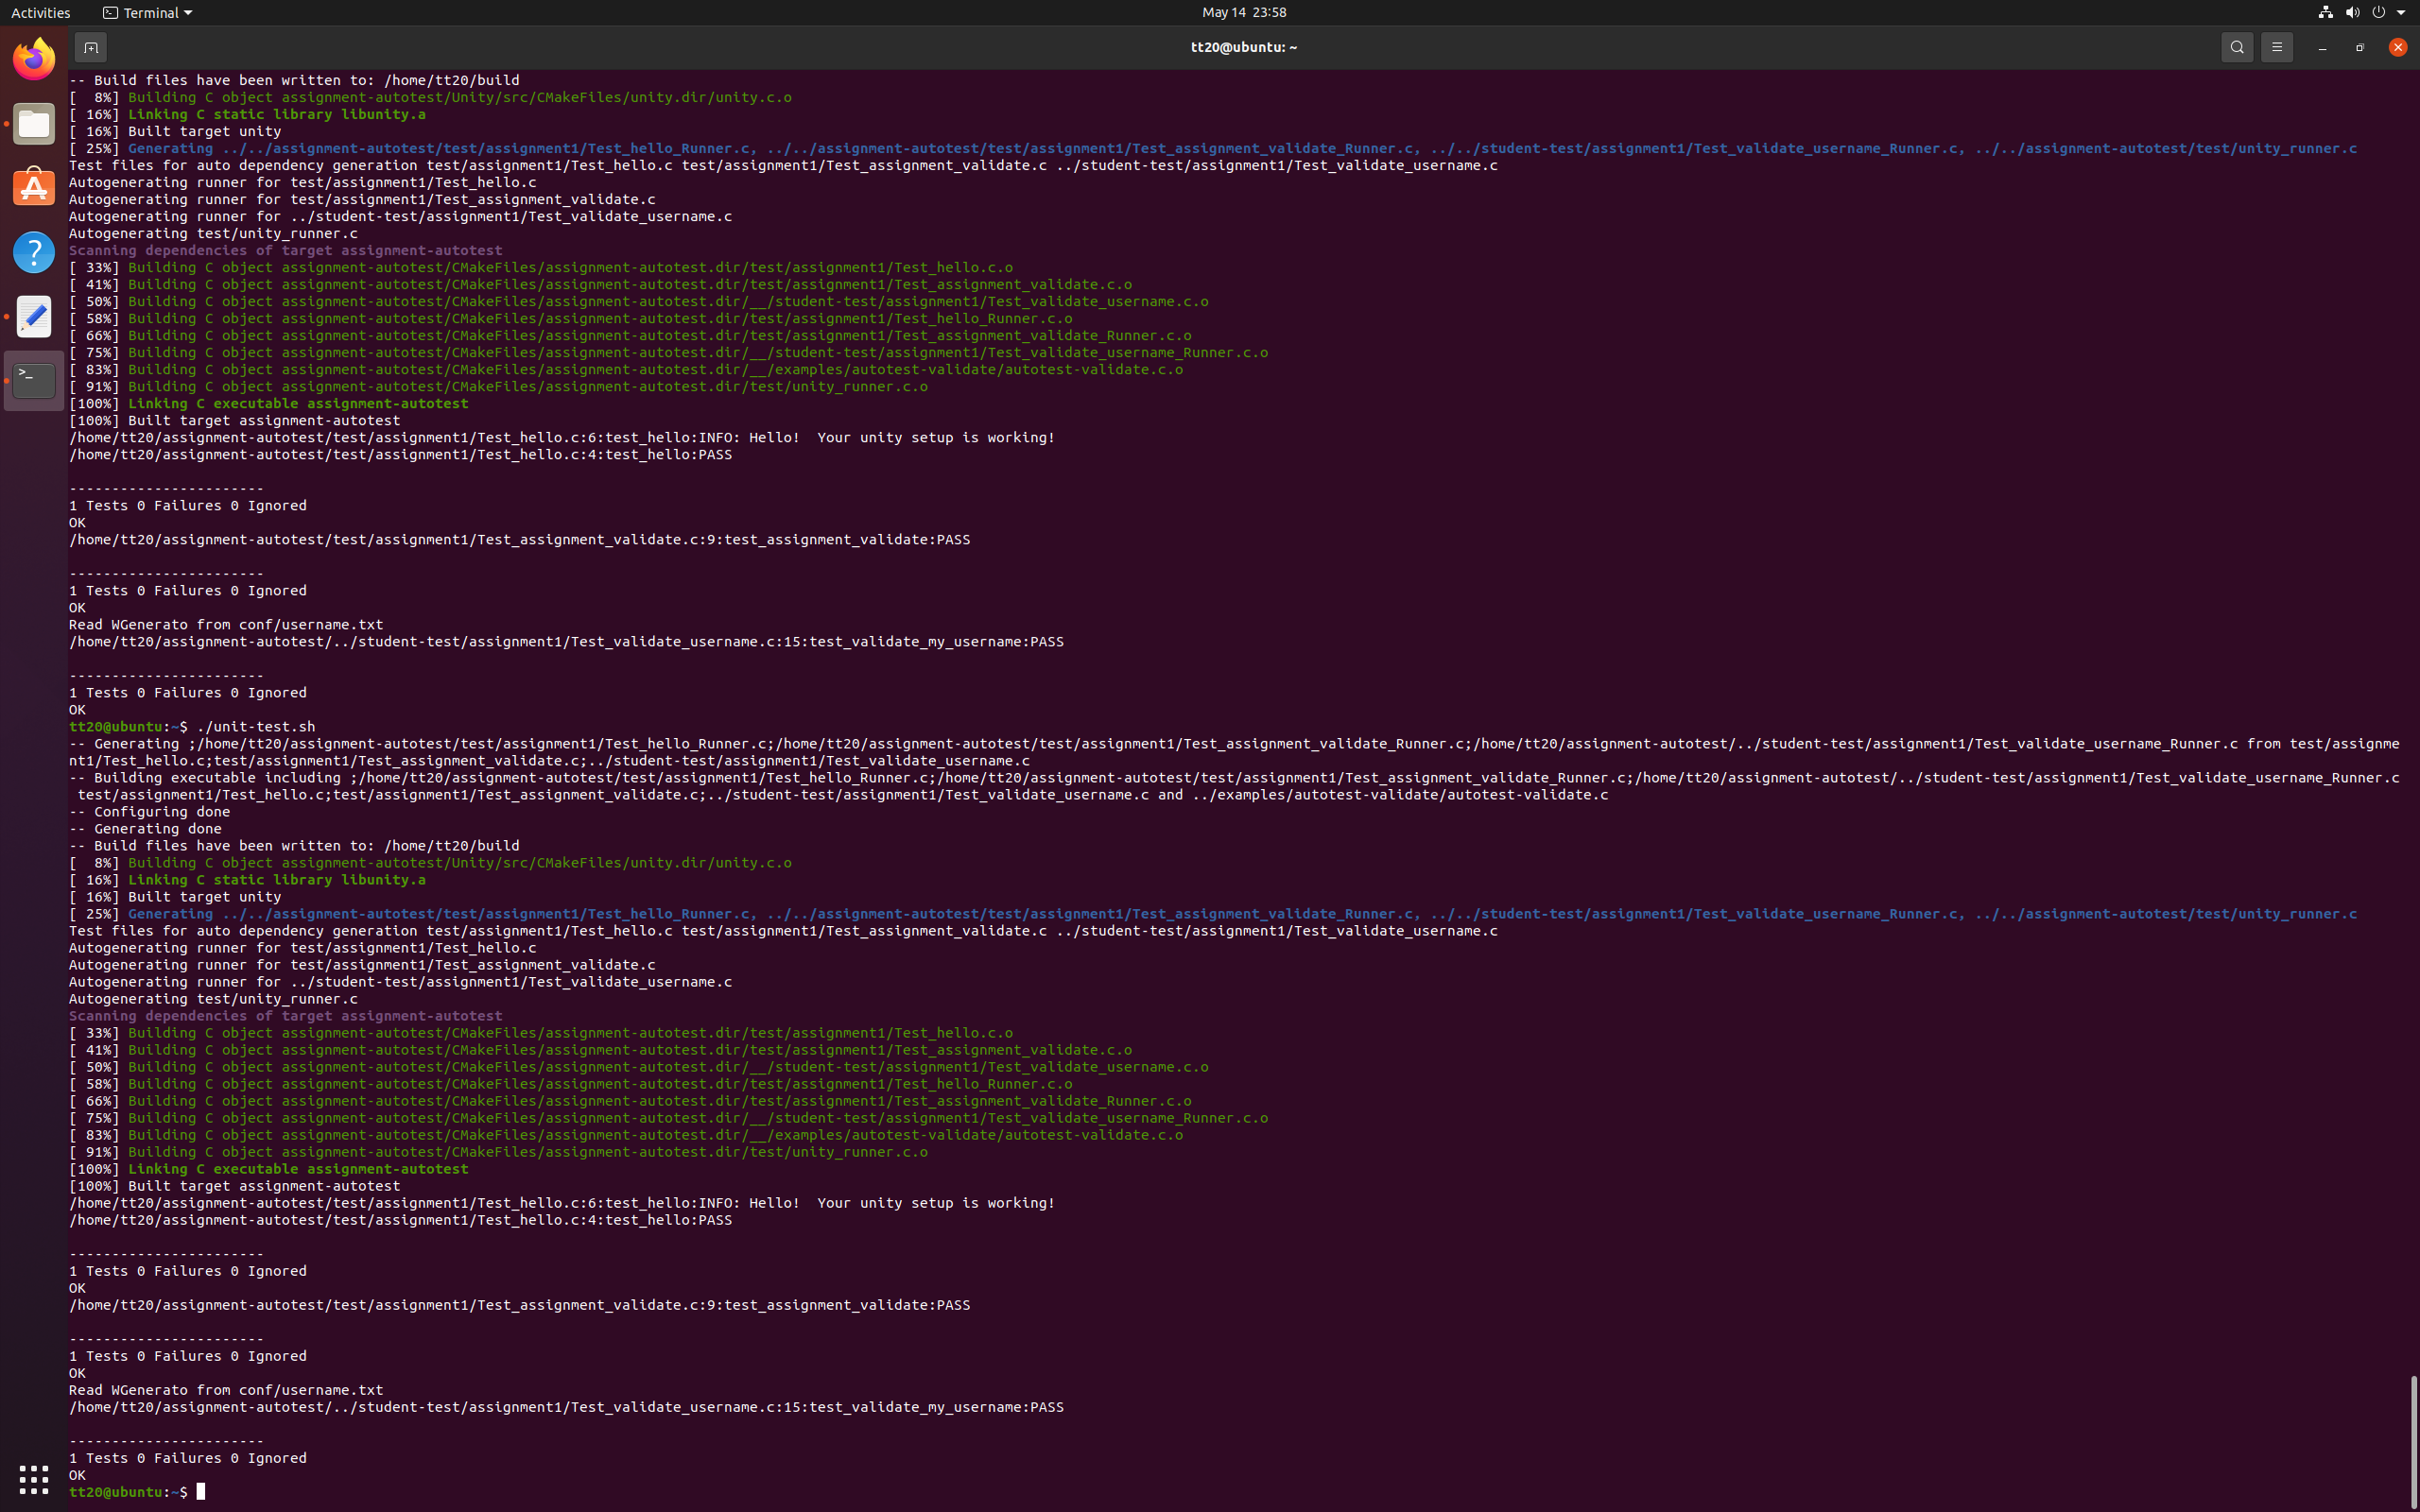 Activities
Terminal
May 14 23:58
tt20@ubuntu: ~
-- Build files have been written to: /home/tt20/build
[  8%] Building C object assignment-autotest/Unity/src/CMakeFiles/unity.dir/unity.c.o
[ 16%] Linking C static library libunity.a
[ 16%] Built target unity
[ 25%] Generating ../../assignment-autotest/test/assignment1/Test_hello_Runner.c, ../../assignment-autotest/test/assignment1/Test_assignment_validate_Runner.c, ../../student-test/assignment1/Test_validate_username_Runner.c, ../../assignment-autotest/test/unity_runner.c
Test files for auto dependency generation test/assignment1/Test_hello.c test/assignment1/Test_assignment_validate.c ../student-test/assignment1/Test_validate_username.c
Autogenerating runner for test/assignment1/Test_hello.c
Autogenerating runner for test/assignment1/Test_assignment_validate.c
Autogenerating runner for ../student-test/assignment1/Test_validate_username.c
Autogenerating test/unity_runner.c
Scanning dependencies of target assignment-autotest
[ 33%] Building C object assignment-autotest/CMakeFiles/assignment-autotest.dir/test/assignment1/Test_hello.c.o
[ 41%] Building C object assignment-autotest/CMakeFiles/assignment-autotest.dir/test/assignment1/Test_assignment_validate.c.o
[ 50%] Building C object assignment-autotest/CMakeFiles/assignment-autotest.dir/__/student-test/assignment1/Test_validate_username.c.o
[ 58%] Building C object assignment-autotest/CMakeFiles/assignment-autotest.dir/test/assignment1/Test_hello_Runner.c.o
[ 66%] Building C object assignment-autotest/CMakeFiles/assignment-autotest.dir/test/assignment1/Test_assignment_validate_Runner.c.o
[ 75%] Building C object assignment-autotest/CMakeFiles/assignment-autotest.dir/__/student-test/assignment1/Test_validate_username_Runner.c.o
[ 83%] Building C object assignment-autotest/CMakeFiles/assignment-autotest.dir/__/examples/autotest-validate/autotest-validate.c.o
[ 91%] Building C object assignment-autotest/CMakeFiles/assignment-autotest.dir/test/unity_runner.c.o
[100%] Linking C executable assignment-autotest
[100%] Built target assignment-autotest
/home/tt20/assignment-autotest/test/assignment1/Test_hello.c:6:test_hello:INFO: Hello!  Your unity setup is working!
/home/tt20/assignment-autotest/test/assignment1/Test_hello.c:4:test_hello:PASS
-----------------------
1 Tests 0 Failures 0 Ignored
OK
/home/tt20/assignment-autotest/test/assignment1/Test_assignment_validate.c:9:test_assignment_validate:PASS
-----------------------
1 Tests 0 Failures 0 Ignored
OK
Read WGenerato from conf/username.txt
/home/tt20/assignment-autotest/../student-test/assignment1/Test_validate_username.c:15:test_validate_my_username:PASS
-----------------------
1 Tests 0 Failures 0 Ignored
OK
tt20@ubuntu:~$ ./unit-test.sh
-- Generating ;/home/tt20/assignment-autotest/test/assignment1/Test_hello_Runner.c;/home/tt20/assignment-autotest/test/assignment1/Test_assignment_validate_Runner.c;/home/tt20/assignment-autotest/../student-test/assignment1/Test_validate_username_Runner.c from test/assignme
nt1/Test_hello.c;test/assignment1/Test_assignment_validate.c;../student-test/assignment1/Test_validate_username.c
-- Building executable including ;/home/tt20/assignment-autotest/test/assignment1/Test_hello_Runner.c;/home/tt20/assignment-autotest/test/assignment1/Test_assignment_validate_Runner.c;/home/tt20/assignment-autotest/../student-test/assignment1/Test_validate_username_Runner.c
 test/assignment1/Test_hello.c;test/assignment1/Test_assignment_validate.c;../student-test/assignment1/Test_validate_username.c and ../examples/autotest-validate/autotest-validate.c
-- Configuring done
-- Generating done
-- Build files have been written to: /home/tt20/build
[  8%] Building C object assignment-autotest/Unity/src/CMakeFiles/unity.dir/unity.c.o
[ 16%] Linking C static library libunity.a
[ 16%] Built target unity
[ 25%] Generating ../../assignment-autotest/test/assignment1/Test_hello_Runner.c, ../../assignment-autotest/test/assignment1/Test_assignment_validate_Runner.c, ../../student-test/assignment1/Test_validate_username_Runner.c, ../../assignment-autotest/test/unity_runner.c
Test files for auto dependency generation test/assignment1/Test_hello.c test/assignment1/Test_assignment_validate.c ../student-test/assignment1/Test_validate_username.c
Autogenerating runner for test/assignment1/Test_hello.c
Autogenerating runner for test/assignment1/Test_assignment_validate.c
Autogenerating runner for ../student-test/assignment1/Test_validate_username.c
Autogenerating test/unity_runner.c
Scanning dependencies of target assignment-autotest
[ 33%] Building C object assignment-autotest/CMakeFiles/assignment-autotest.dir/test/assignment1/Test_hello.c.o
[ 41%] Building C object assignment-autotest/CMakeFiles/assignment-autotest.dir/test/assignment1/Test_assignment_validate.c.o
[ 50%] Building C object assignment-autotest/CMakeFiles/assignment-autotest.dir/__/student-test/assignment1/Test_validate_username.c.o
[ 58%] Building C object assignment-autotest/CMakeFiles/assignment-autotest.dir/test/assignment1/Test_hello_Runner.c.o
[ 66%] Building C object assignment-autotest/CMakeFiles/assignment-autotest.dir/test/assignment1/Test_assignment_validate_Runner.c.o
[ 75%] Building C object assignment-autotest/CMakeFiles/assignment-autotest.dir/__/student-test/assignment1/Test_validate_username_Runner.c.o
[ 83%] Building C object assignment-autotest/CMakeFiles/assignment-autotest.dir/__/examples/autotest-validate/autotest-validate.c.o
[ 91%] Building C object assignment-autotest/CMakeFiles/assignment-autotest.dir/test/unity_runner.c.o
[100%] Linking C executable assignment-autotest
[100%] Built target assignment-autotest
/home/tt20/assignment-autotest/test/assignment1/Test_hello.c:6:test_hello:INFO: Hello!  Your unity setup is working!
/home/tt20/assignment-autotest/test/assignment1/Test_hello.c:4:test_hello:PASS
-----------------------
1 Tests 0 Failures 0 Ignored
OK
/home/tt20/assignment-autotest/test/assignment1/Test_assignment_validate.c:9:test_assignment_validate:PASS
-----------------------
1 Tests 0 Failures 0 Ignored
OK
Read WGenerato from conf/username.txt
/home/tt20/assignment-autotest/../student-test/assignment1/Test_validate_username.c:15:test_validate_my_username:PASS
-----------------------
1 Tests 0 Failures 0 Ignored
OK
tt20@ubuntu:~$